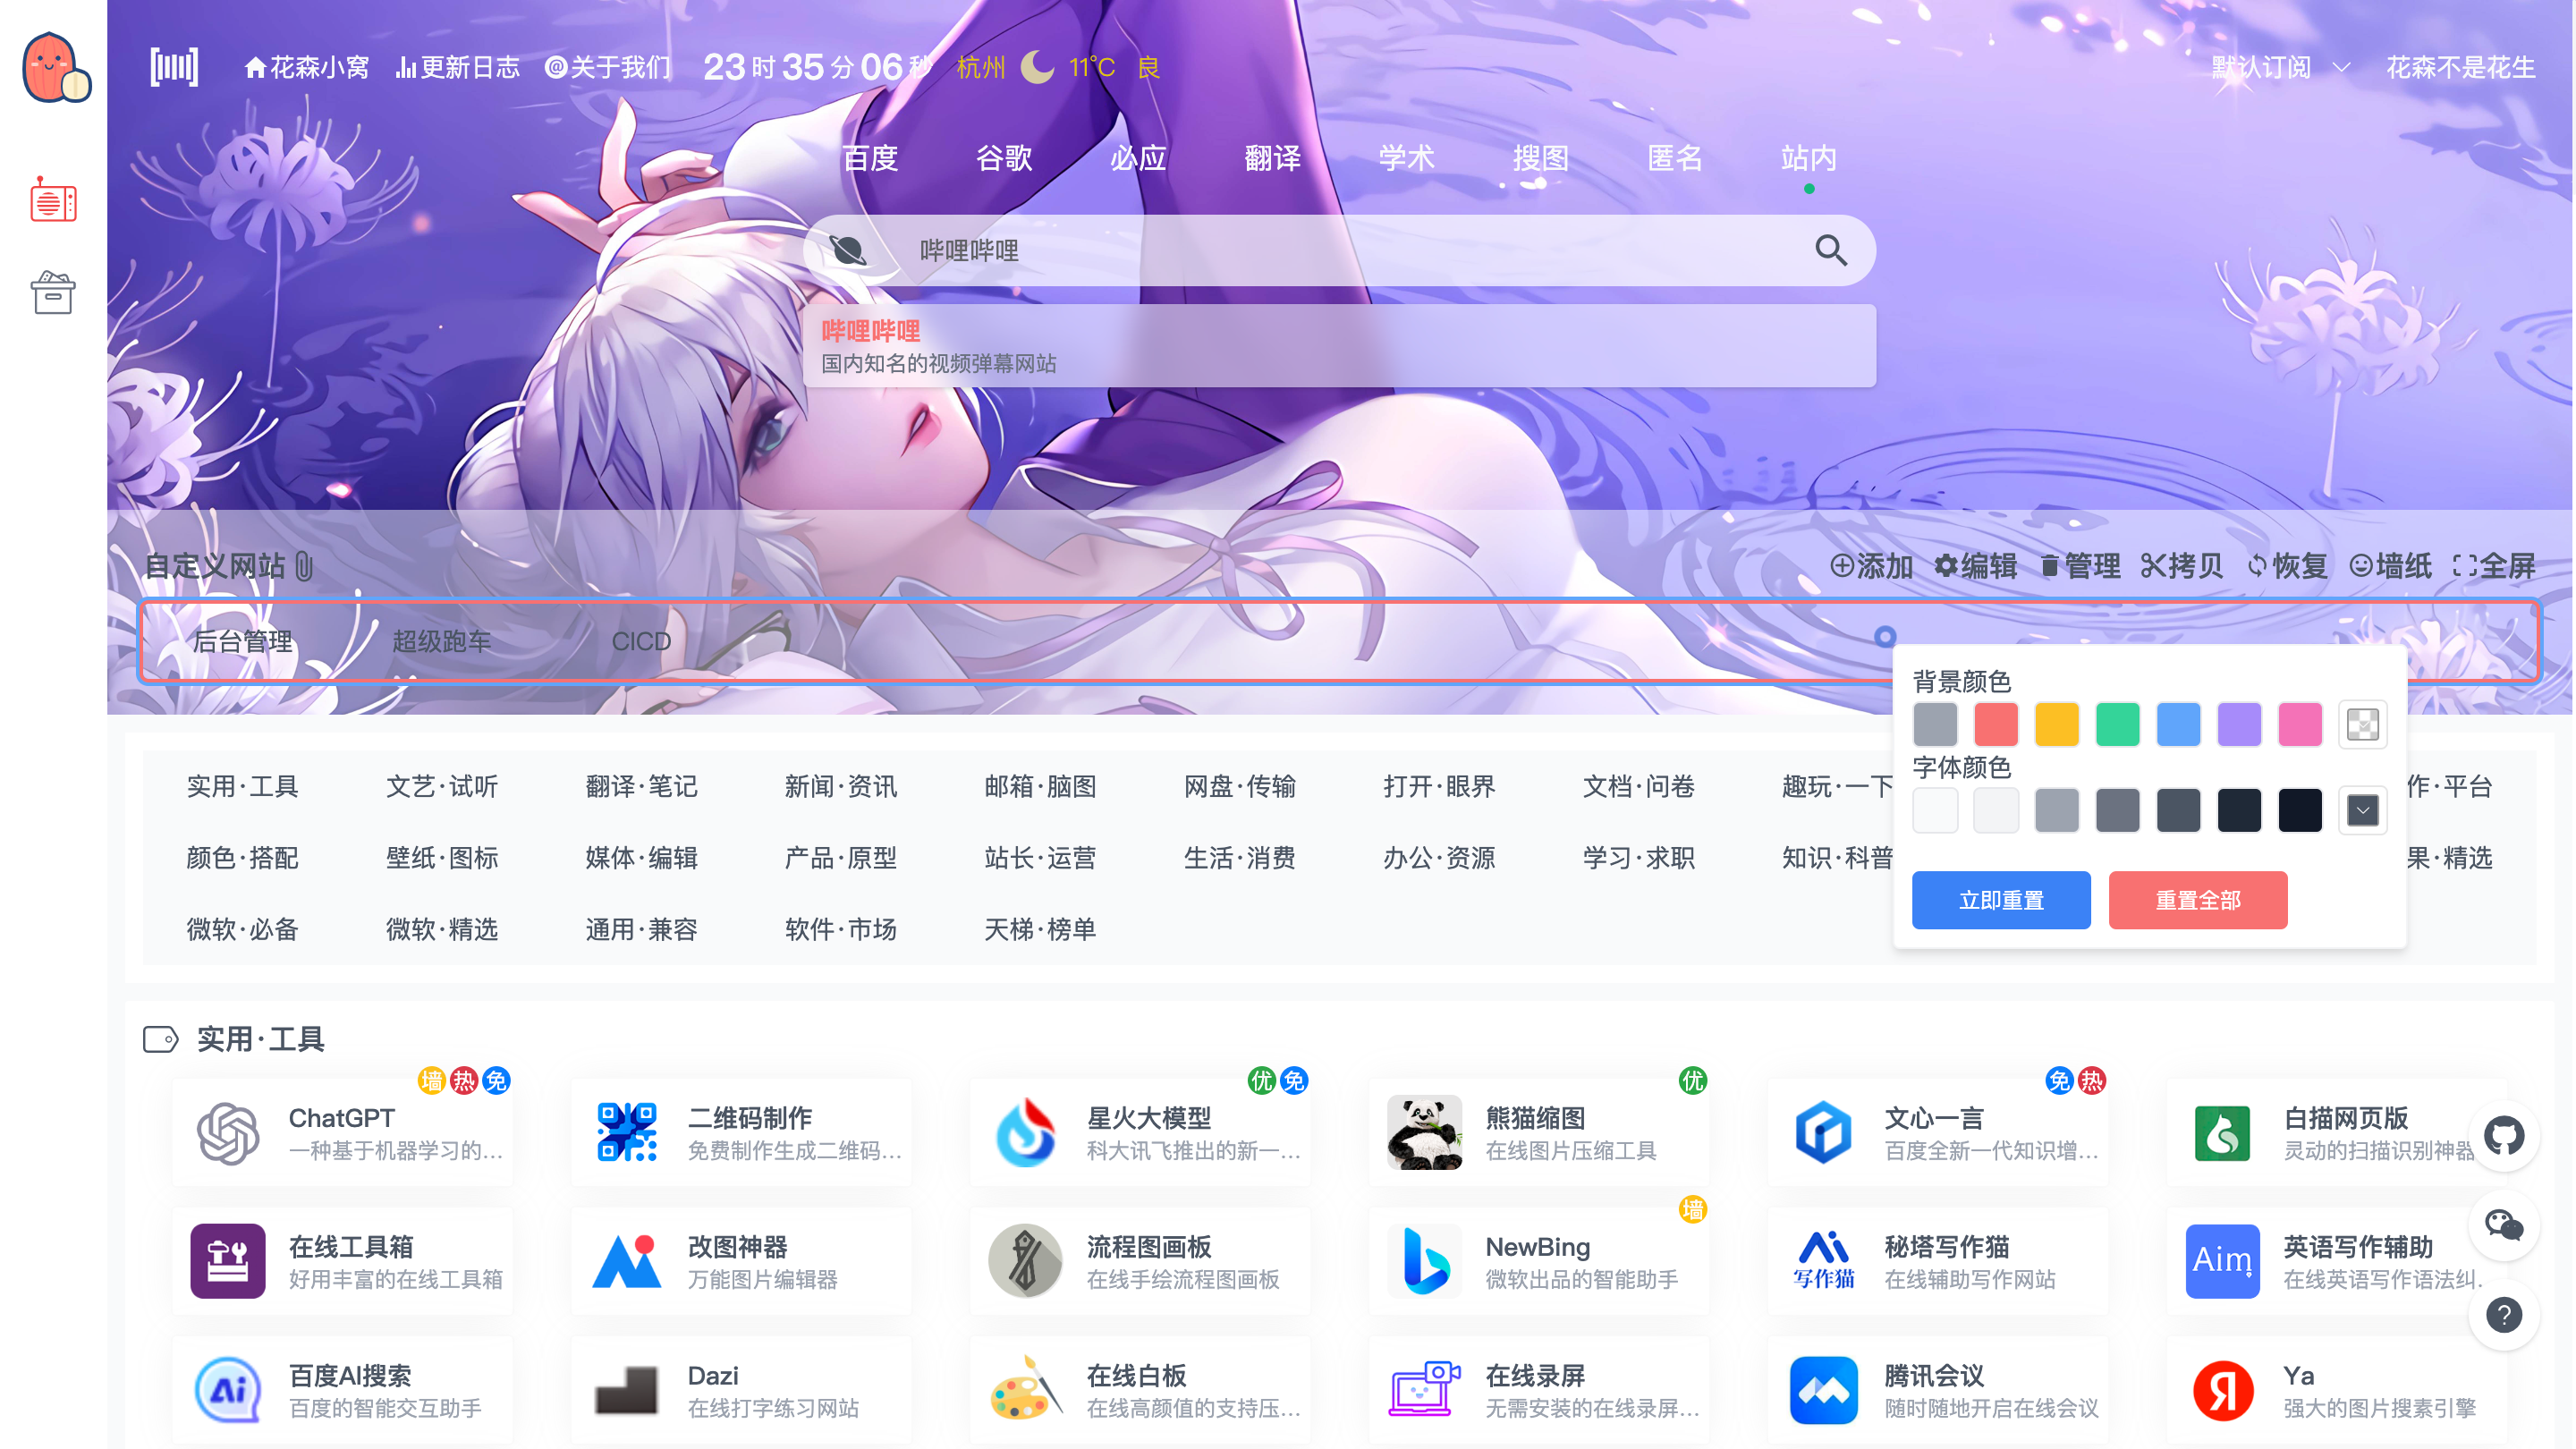 花森小窝 更新日志 @关于我们 23时35分06秒 杭州 11°C 良 默认订阅 花森不是花生
百度 谷歌 必应 翻译 学术 搜图 匿名 站内
哔哩哔哩
哔哩哔哩
国内知名的视频弹幕网站
自定义网站 添加 编辑 管理 拷贝 恢复 墙纸 全屏
后台管理 超级跑车 CICD
背景颜色
字体颜色
立即重置 重置全部
实用·工具 文艺·试听 翻译·笔记 新闻·资讯 邮箱·脑图 网盘·传输 打开·眼界 文档·问卷 趣玩·一下 作·平台
颜色·搭配 壁纸·图标 媒体·编辑 产品·原型 站长·运营 生活·消费 办公·资源 学习·求职 知识·科普 果·精选
微软·必备 微软·精选 通用·兼容 软件·市场 天梯·榜单
实用·工具
墙 热 免 优 免 优 免 热
ChatGPT 二维码制作 星火大模型 熊猫缩图 文心一言 白描网页版
一种基于机器学习的... 免费制作生成二维码... 科大讯飞推出的新一... 在线图片压缩工具 百度全新一代知识增... 灵动的扫描识别神器
墙
在线工具箱 改图神器 流程图画板 NewBing 写作猫 秘塔写作猫 Aim 英语写作辅助
好用丰富的在线工具箱 万能图片编辑器 在线手绘流程图画板 微软出品的智能助手 在线辅助写作网站 在线英语写作语法纠.
?
Ai 百度AI搜索 Dazi 在线白板 在线录屏 腾讯会议 Я Ya
百度的智能交互助手 在线打字练习网站 在线高颜值的支持压... 无需安装的在线录屏... 随时随地开启在线会议 强大的图片搜素引擎